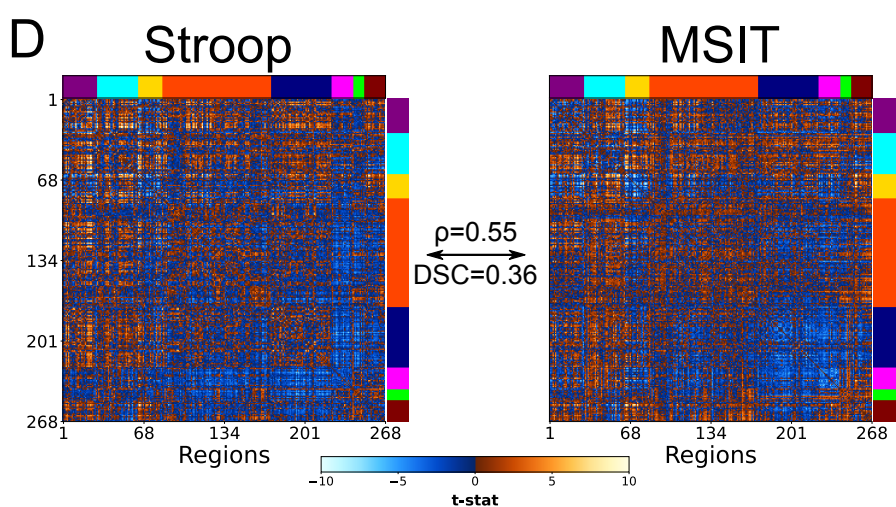 D
Stroop
MSIT
1
68
134
201
268
1 68 134 201 268
Regions
ρ=0.55
DSC=0.36
1 68 134 201 268
Regions
−10 −5 0 5 10
t-stat